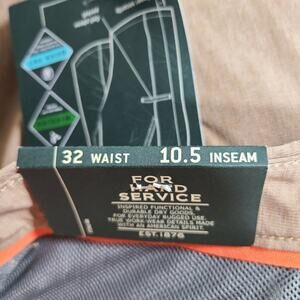 32 WAIST 10.5 INSEAM
FOR
HARD
SERVICE
INSPIRED FUNCTIONAL &
DURABLE DRY GOODS.
FOR EVERYDAY RUGGED USE.
TRUE WORK-WEAR DETAILS MADE
WITH AN AMERICAN SPIRIT.
EST. 1876